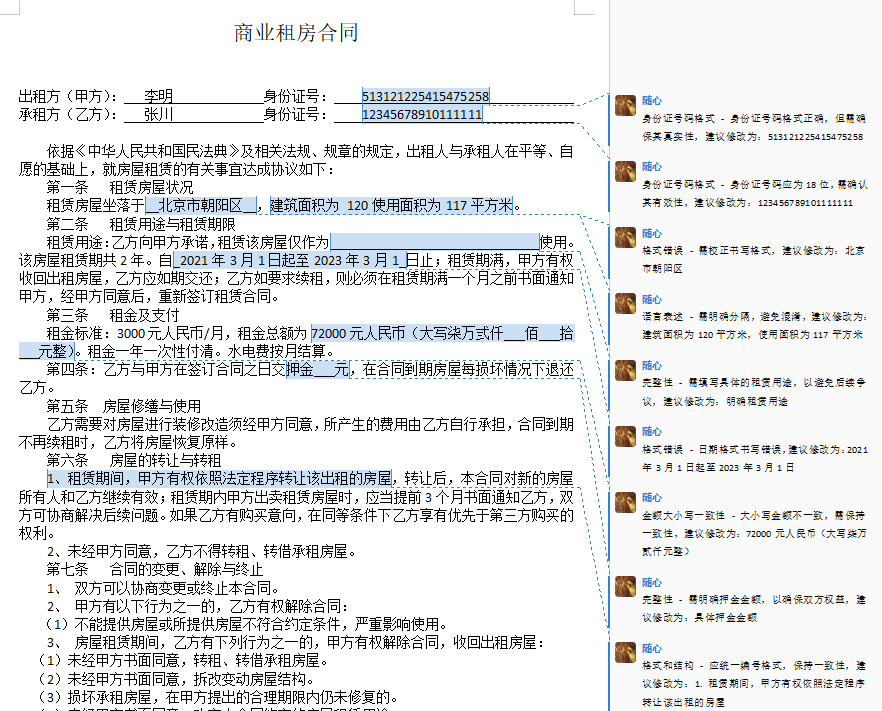 商业租房合同
出租方（甲方）：　李明　身份证号：　513121225415475258
承租方（乙方）：　张川　身份证号：　12345678910111111
依据《中华人民共和国民法典》及相关法规、规章的规定，出租人与承租人在平等、自
愿的基础上，就房屋租赁的有关事宜达成协议如下：
第一条　租赁房屋状况
租赁房屋坐落于__北京市朝阳区__，建筑面积为 120 使用面积为 117 平方米。
第二条　租赁用途与租赁期限
租赁用途：乙方向甲方承诺，租赁该房屋仅作为____________________使用。
该房屋租赁期共 2 年。自_2021 年 3 月 1 日起至 2023 年 3 月 1_日止；租赁期满，甲方有权
收回出租房屋，乙方应如期交还；乙方如要求续租，则必须在租赁期满一个月之前书面通知
甲方，经甲方同意后，重新签订租赁合同。
第三条　租金及支付
租金标准：3000 元人民币/月，租金总额为 72000 元人民币（大写柒万贰仟___佰___拾
___元整）。租金一年一次性付清。水电费按月结算。
第四条：乙方与甲方在签订合同之日交押金___元，在合同到期房屋每损坏情况下退还
乙方。
第五条　房屋修缮与使用
乙方需要对房屋进行装修改造须经甲方同意，所产生的费用由乙方自行承担，合同到期
不再续租时，乙方将房屋恢复原样。
第六条　房屋的转让与转租
1、租赁期间，甲方有权依照法定程序转让该出租的房屋，转让后，本合同对新的房屋
所有人和乙方继续有效；租赁期内甲方出卖租赁房屋时，应当提前 3 个月书面通知乙方，双
方可协商解决后续问题。如果乙方有购买意向，在同等条件下乙方享有优先于第三方购买的
权利。
2、未经甲方同意，乙方不得转租、转借承租房屋。
第七条　合同的变更、解除与终止
1、 双方可以协商变更或终止本合同。
2、 甲方有以下行为之一的，乙方有权解除合同：
（1）不能提供房屋或所提供房屋不符合约定条件，严重影响使用。
3、 房屋租赁期间，乙方有下列行为之一的，甲方有权解除合同，收回出租房屋：
（1）未经甲方书面同意，转租、转借承租房屋。
（2）未经甲方书面同意，拆改变动房屋结构。
（3）损坏承租房屋，在甲方提出的合理期限内仍未修复的。
随心
身份证号码格式 - 身份证号码格式正确，但需确
保其真实性，建议修改为：513121225415475258
随心
身份证号码格式 - 身份证号码应为 18 位，需确认
其有效性，建议修改为：12345678910111111
随心
格式错误 - 需校正书写格式，建议修改为：北京
市朝阳区
随心
语言表述 - 需明确分隔，避免混淆，建议修改为：
建筑面积为 120 平方米，使用面积为 117 平方米
随心
完整性 - 需填写具体的租赁用途，以避免后续争
议，建议修改为：明确租赁用途
随心
格式错误 - 日期格式书写错误，建议修改为：2021
年 3 月 1 日起至 2023 年 3 月 1 日
随心
金额大小写一致性 - 大小写金额不一致，需保持
一致性，建议修改为：72000 元人民币（大写柒万
贰仟元整）
随心
完整性 - 需明确押金金额，以确保双方权益，建
议修改为：具体押金金额
随心
格式和结构 - 应统一编号格式，保持一致性，建
议修改为：1. 租赁期间，甲方有权依照法定程序
转让该出租的房屋